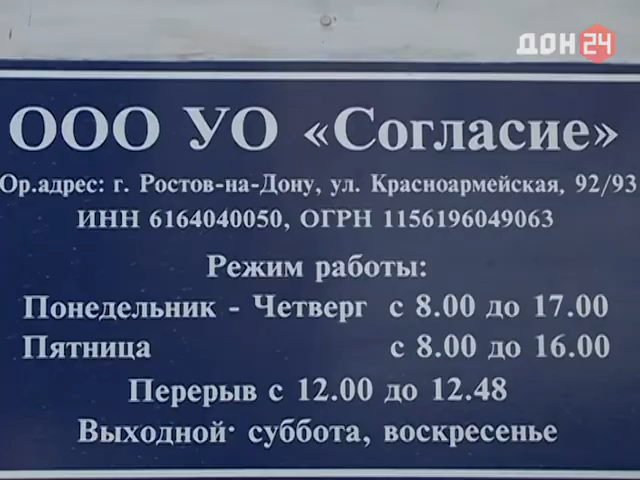 ДОН 24
ООО УО «Согласие»
Ор.адрес: г. Ростов-на-Дону, ул. Красноармейская, 92/93
ИНН 6164040050, ОГРН 1156196049063
Режим работы:
Понедельник - Четверг с 8.00 до 17.00
Пятница с 8.00 до 16.00
Перерыв с 12.00 до 12.48
Выходной· суббота, воскресенье